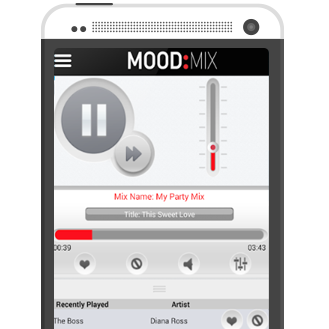 MOOD:MIX
Mix Name: My Party Mix
Title: This Sweet Love
00:39 03:43
Recently Played Artist
The Boss Diana Ross